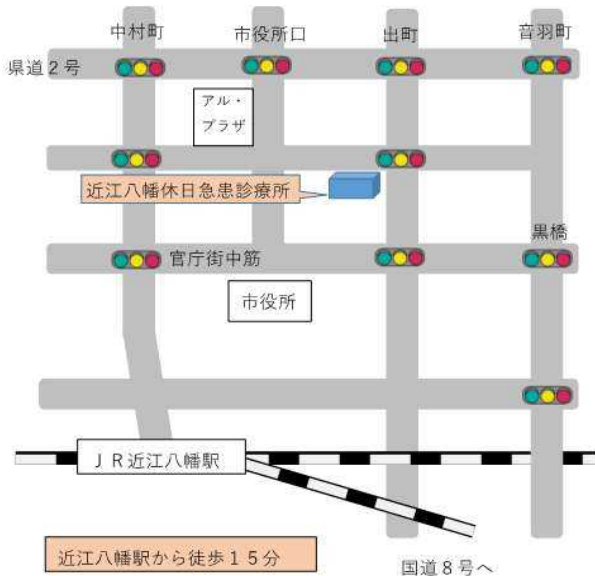 中村町
市役所口
出町
音羽町
県道２号
アル・
プラザ
近江八幡休日急患診療所
黒橋
官庁街中筋
市役所
ＪＲ近江八幡駅
近江八幡駅から徒歩１５分
国道８号へ